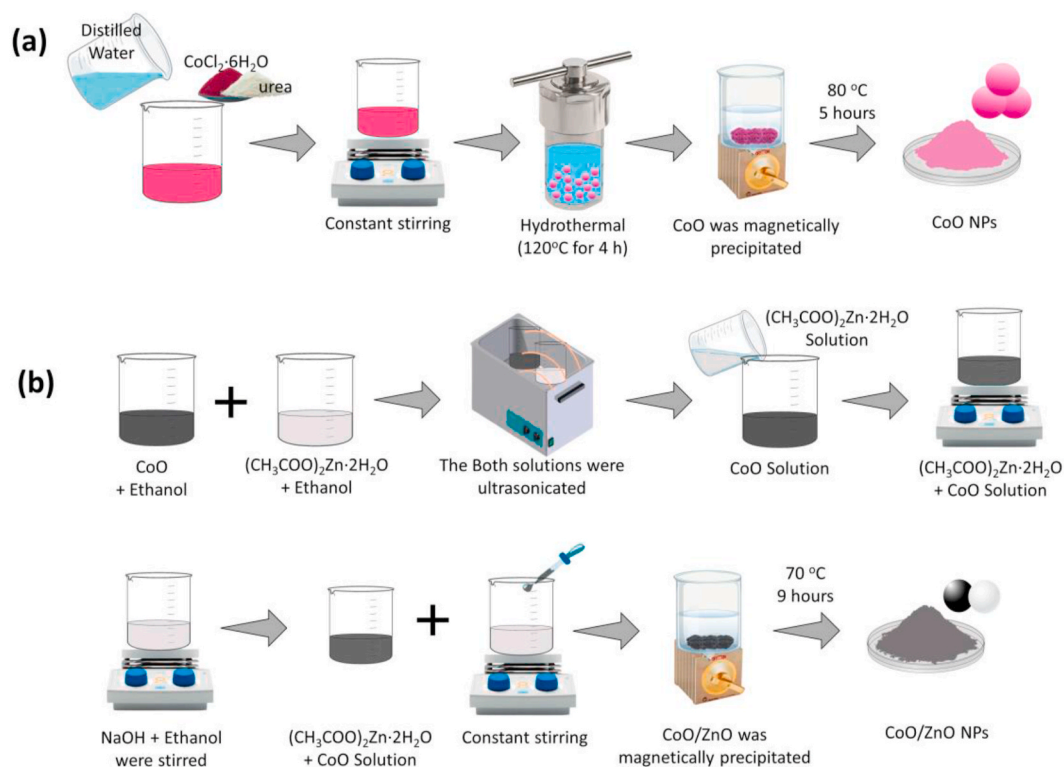 (a)
Distilled
Water
CoCl₂·6H₂O
urea
Constant stirring
Hydrothermal
(120°C for 4 h)
CoO was magnetically
precipitated
80 °C
5 hours
CoO NPs
(b)
CoO
+ Ethanol
+
(CH₃COO)₂Zn·2H₂O
+ Ethanol
The Both solutions were
ultrasonicated
(CH₃COO)₂Zn·2H₂O
Solution
CoO Solution
(CH₃COO)₂Zn·2H₂O
+ CoO Solution
NaOH + Ethanol
were stirred
(CH₃COO)₂Zn·2H₂O
+ CoO Solution
+
Constant stirring
CoO/ZnO was
magnetically precipitated
70 °C
9 hours
CoO/ZnO NPs